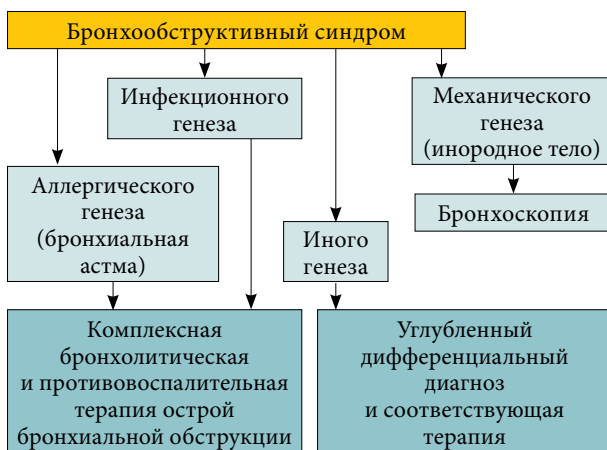 Бронхообструктивный синдром
Инфекционного
генеза
Механического
генеза
(инородное тело)
Аллергического
генеза
(бронхиальная
астма)
Бронхоскопия
Иного
генеза
Комплексная
бронхолитическая
и противовоспалительная
терапия острой
бронхиальной обструкции
Углубленный
дифференциальный
диагноз
и соответствующая
терапия